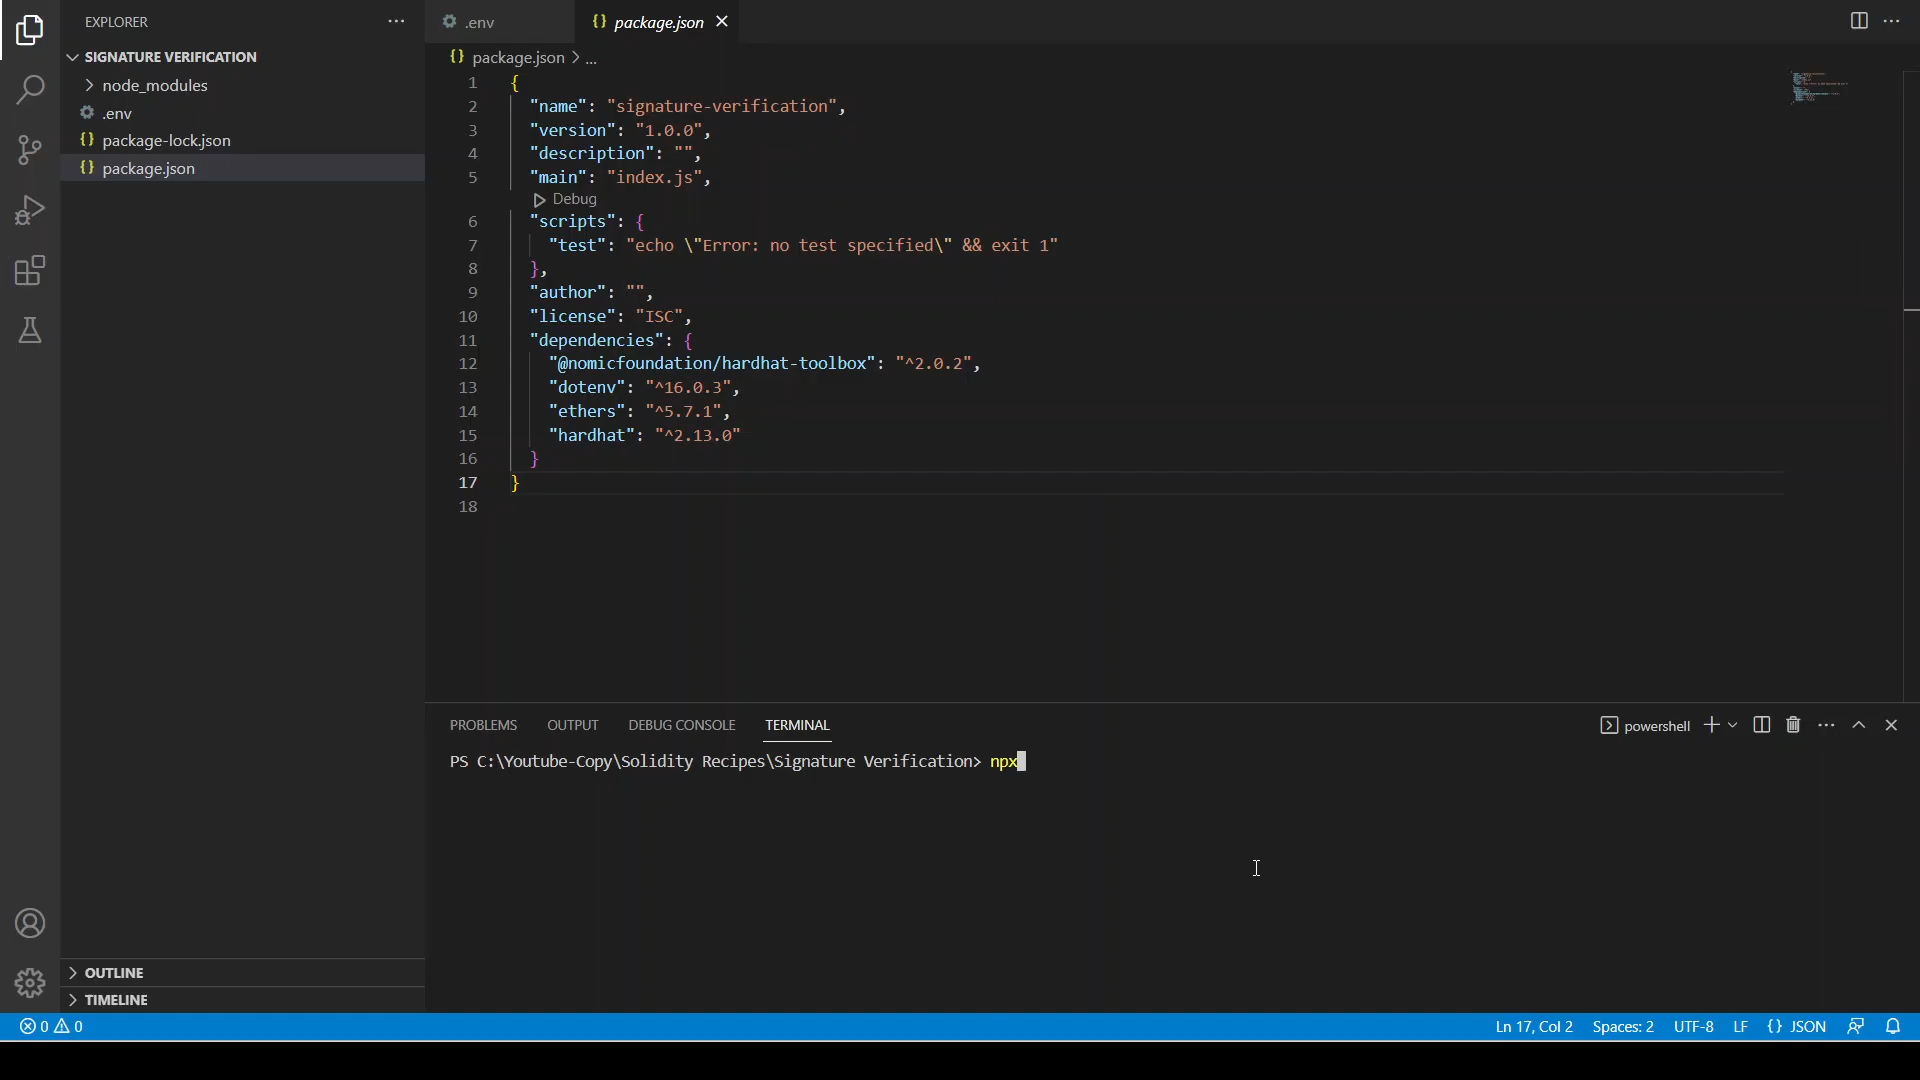 EXPLORER
SIGNATURE VERIFICATION
node_modules
.env
package-lock.json
package.json
OUTLINE
TIMELINE
.env
package.json
package.json > ...
1 {
2 "name": "signature-verification",
3 "version": "1.0.0",
4 "description": "",
5 "main": "index.js",
Debug
6 "scripts": {
7 "test": "echo \"Error: no test specified\" && exit 1"
8 },
9 "author": "",
10 "license": "ISC",
11 "dependencies": {
12 "@nomicfoundation/hardhat-toolbox": "^2.0.2",
13 "dotenv": "^16.0.3",
14 "ethers": "^5.7.1",
15 "hardhat": "^2.13.0"
16 }
17 }
18
PROBLEMS OUTPUT DEBUG CONSOLE TERMINAL
powershell
PS C:\Youtube-Copy\Solidity Recipes\Signature Verification> npx
0 0
Ln 17, Col 2 Spaces: 2 UTF-8 LF {} JSON